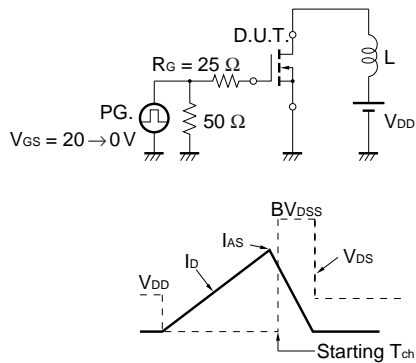 D.U.T.
RG = 25 Ω
L
PG.
50 Ω
VDD
VGS = 20 → 0 V
BVDSS
IAS
ID
VDS
VDD
Starting Tch